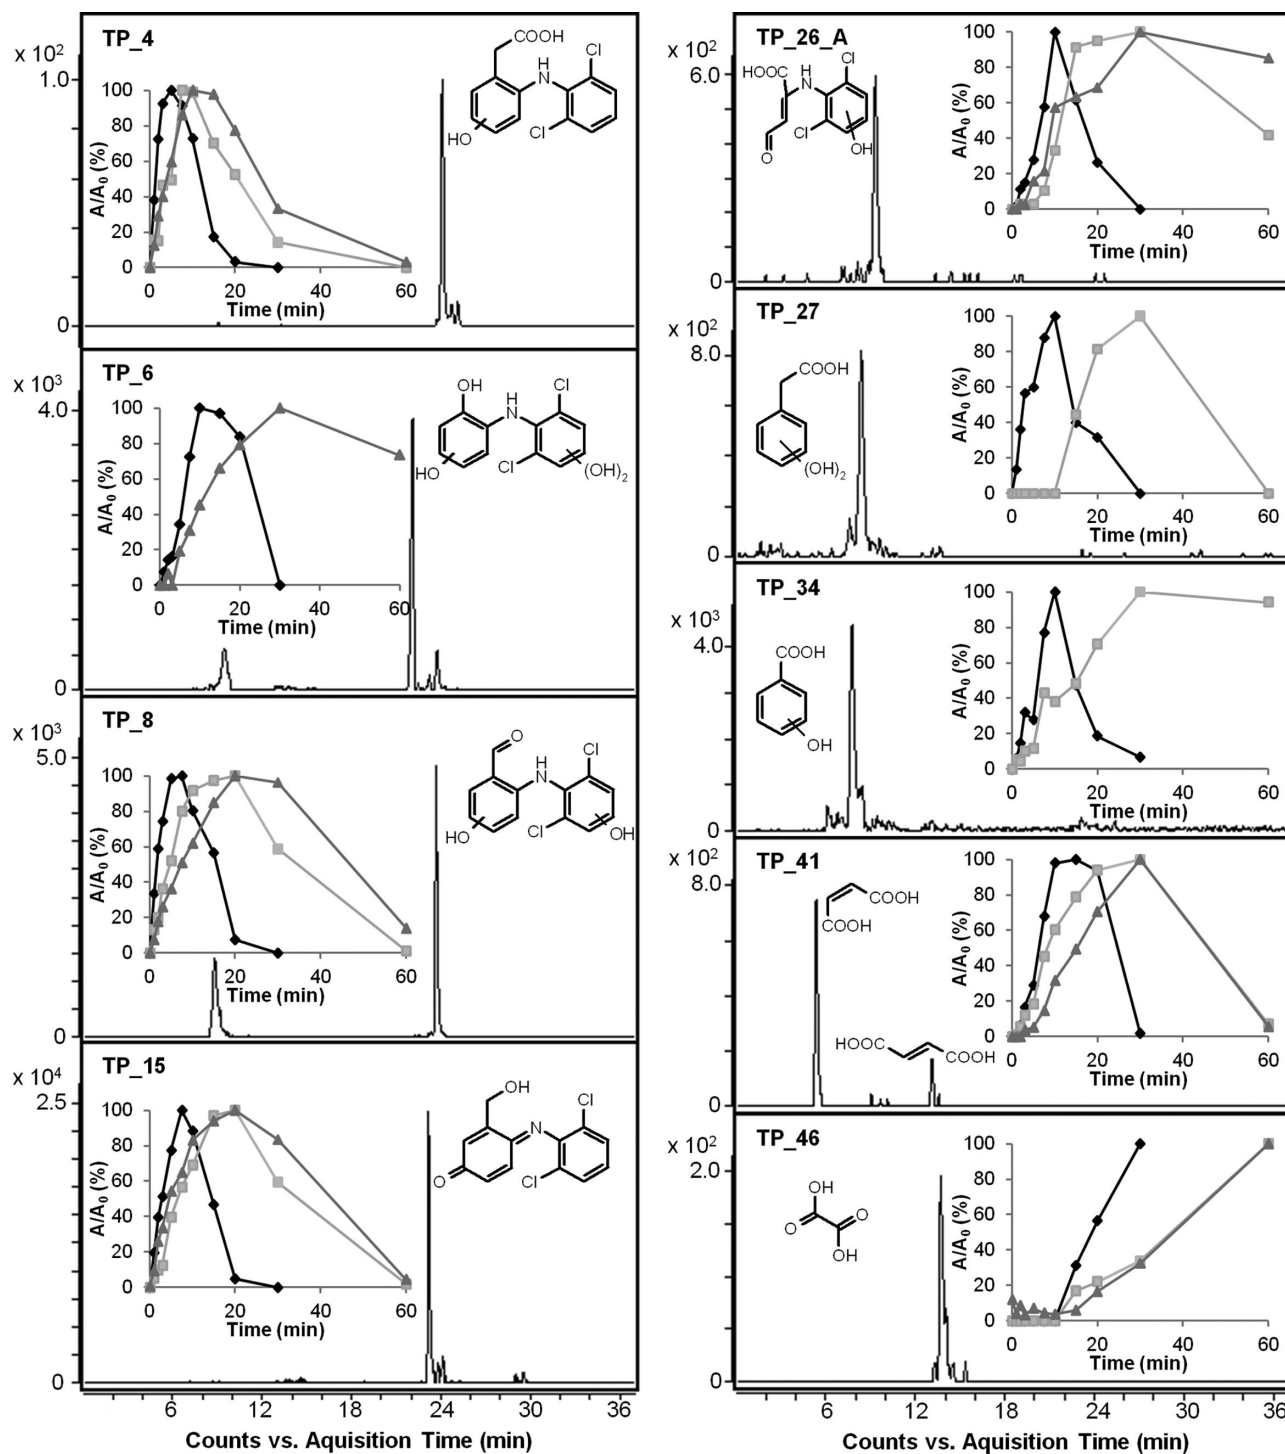 TP_4
x 10²
1.0
0
COOH
H
N
Cl
HO
Cl
A/A₀ (%)
100
80
60
40
20
0
0 20 40 60
Time (min)
TP_6
x 10³
4.0
0
OH
H
N
Cl
HO
Cl
(OH)₂
A/A₀ (%)
100
80
60
40
20
0
0 20 40 60
Time (min)
TP_8
x 10³
5.0
0
O
H
N
Cl
HO
Cl
OH
A/A₀ (%)
100
80
60
40
20
0
0 20 40 60
Time (min)
TP_15
x 10⁴
2.5
0
OH
Cl
N
O
Cl
A/A₀ (%)
100
80
60
40
20
0
0 20 40 60
Time (min)
6 12 18 24 30 36
Counts vs. Aquisition Time (min)
TP_26_A
x 10²
6.0
0
Cl
HOOC
H
N
Cl
O
OH
A/A₀ (%)
100
80
60
40
20
0
0 20 40 60
Time (min)
TP_27
x 10²
8.0
0
COOH
(OH)₂
A/A₀ (%)
100
80
60
40
20
0
0 20 40 60
Time (min)
TP_34
x 10³
4.0
0
COOH
OH
A/A₀ (%)
100
80
60
40
20
0
0 20 40 60
Time (min)
TP_41
x 10²
8.0
0
COOH
COOH
HOOC
COOH
A/A₀ (%)
100
80
60
40
20
0
0 20 40 60
Time (min)
TP_46
x 10²
2.0
0
OH
O
O
OH
A/A₀ (%)
100
80
60
40
20
0
0 20 40 60
Time (min)
6 12 18 24 30 36
Counts vs. Aquisition Time (min)